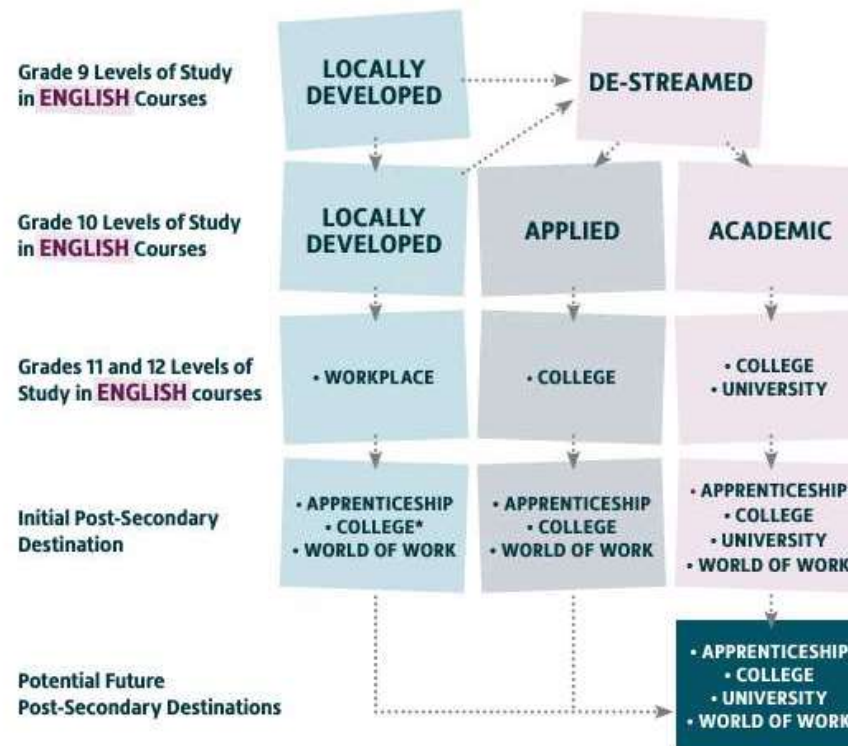 Grade 9 Levels of Study
in ENGLISH Courses
LOCALLY
DEVELOPED
DE-STREAMED
Grade 10 Levels of Study
in ENGLISH Courses
LOCALLY
DEVELOPED
APPLIED
ACADEMIC
Grades 11 and 12 Levels of
Study in ENGLISH courses
• WORKPLACE
• COLLEGE
• COLLEGE
• UNIVERSITY
Initial Post-Secondary
Destination
• APPRENTICESHIP
• COLLEGE*
• WORLD OF WORK
• APPRENTICESHIP
• COLLEGE
• WORLD OF WORK
• APPRENTICESHIP
• COLLEGE
• UNIVERSITY
• WORLD OF WORK
Potential Future
Post-Secondary Destinations
• APPRENTICESHIP
• COLLEGE
• UNIVERSITY
• WORLD OF WORK